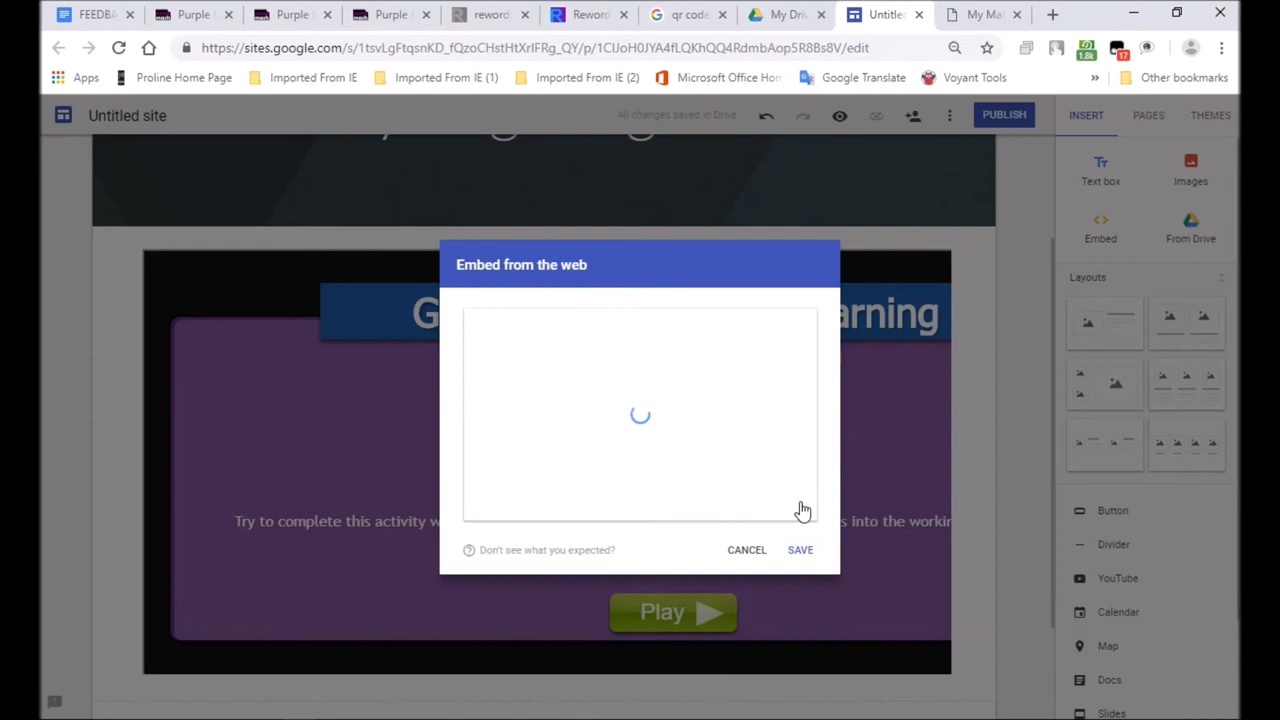 FEEDBA
Purple
Purple
Purple
reword
Reword
qr code
My Driv
Untitle
My Ma
https://sites.google.com/s/1tsvLgFtqsnKD_fQzoCHstHtXrIFRg_QY/p/1CIJoH0JYA4fLQKhQQ4RdmbAop5R8Bs8V/edit
1.8k
17
Apps
Proline Home Page
Imported From IE
Imported From IE (1)
Imported From IE (2)
Microsoft Office Hom
Google Translate
Voyant Tools
»
Other bookmarks
Untitled site
All changes saved in Drive
PUBLISH
INSERT
PAGES
THEMES
Text box
Images
Embed
From Drive
Layouts
Embed from the web
G
arning
Try to complete this activity w
s into the workin
Don't see what you expected?
CANCEL
SAVE
Play
Button
Divider
YouTube
Calendar
Map
Docs
Slides